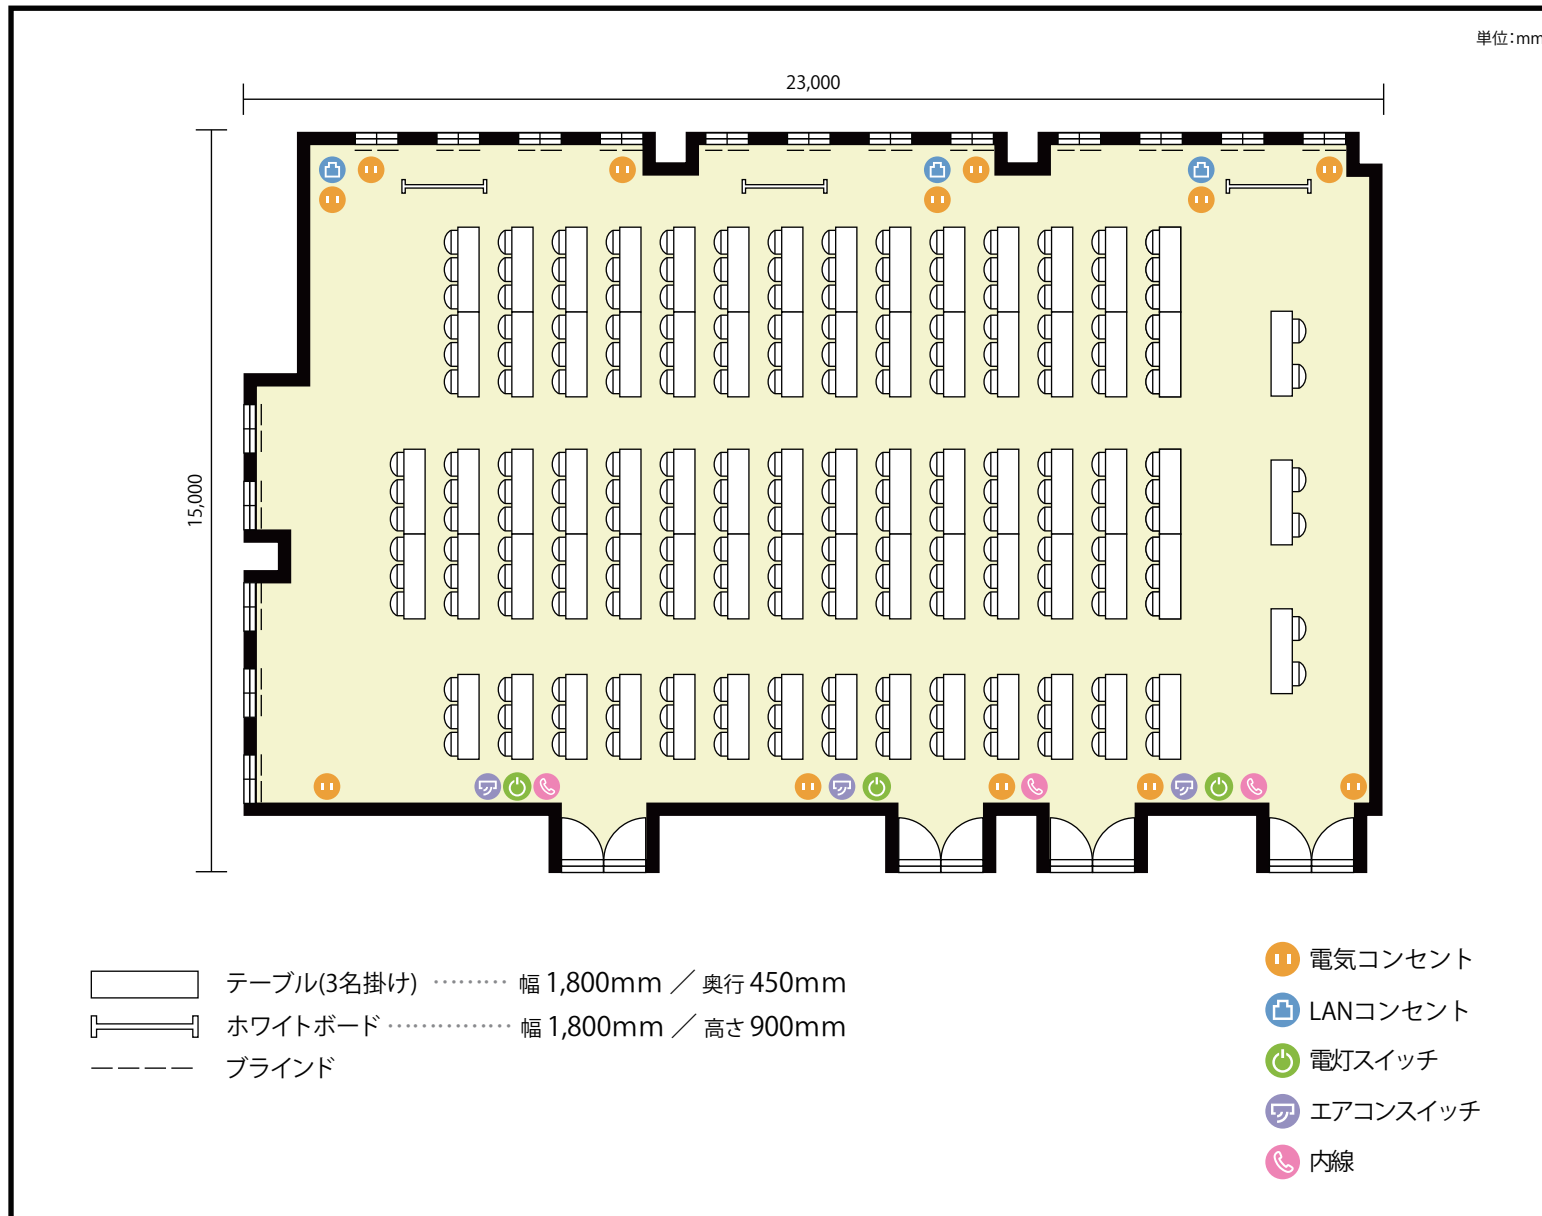 単位：mm
23,000
15,000
テーブル(3名掛け) ········· 幅 1,800mm ／ 奥行 450mm
ホワイトボード ··············· 幅 1,800mm ／ 高さ 900mm
ブラインド
電気コンセント
LANコンセント
電灯スイッチ
エアコンスイッチ
内線